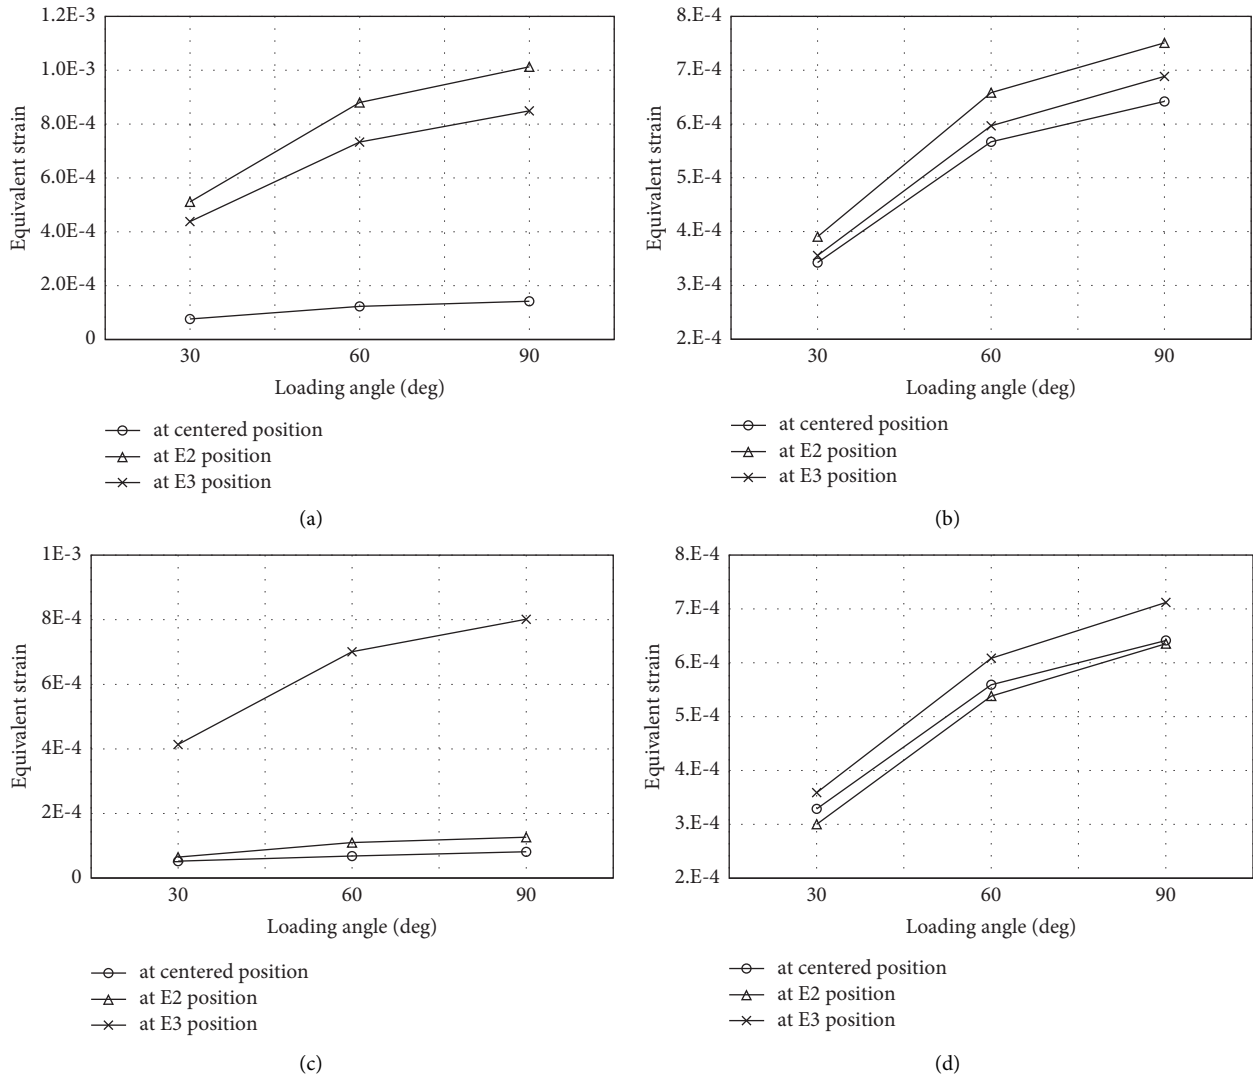 1.2E-3
1.0E-3
8.0E-4
6.0E-4
4.0E-4
2.0E-4
0
Equivalent strain
30 60 90
Loading angle (deg)
at centered position
at E2 position
at E3 position
(a)
8.E-4
7.E-4
6.E-4
5.E-4
4.E-4
3.E-4
2.E-4
Equivalent strain
30 60 90
Loading angle (deg)
at centered position
at E2 position
at E3 position
(b)
1E-3
8E-4
6E-4
4E-4
2E-4
0
Equivalent strain
30 60 90
Loading angle (deg)
at centered position
at E2 position
at E3 position
(c)
8.E-4
7.E-4
6.E-4
5.E-4
4.E-4
3.E-4
2.E-4
Equivalent strain
30 60 90
Loading angle (deg)
at centered position
at E2 position
at E3 position
(d)